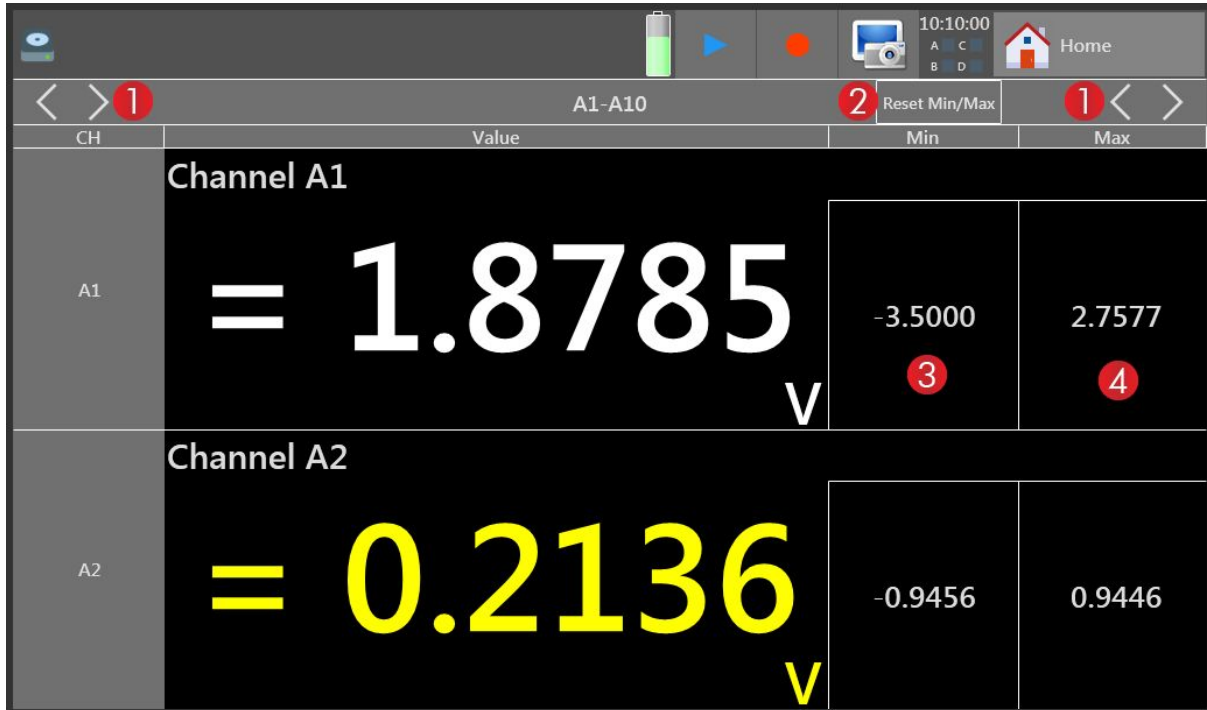 10:10:00
A C
B D
Home
< > 1
A1-A10
2 Reset Min/Max
1 < >
CH Value Min Max
Channel A1
A1
= 1.8785
V
-3.5000
3
2.7577
4
Channel A2
A2
= 0.2136
V
-0.9456
0.9446